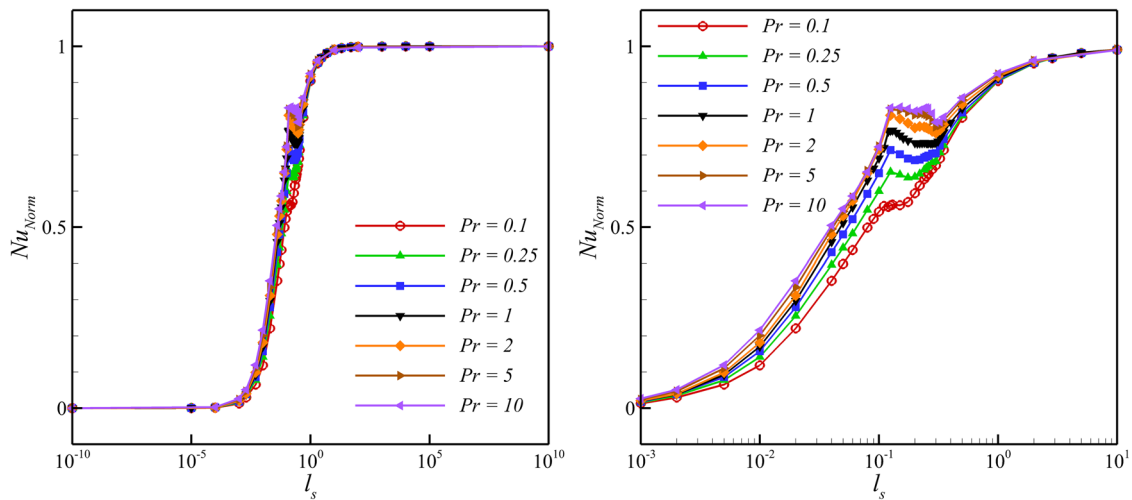 1
0.5
0
Nu_Norm
Pr = 0.1
Pr = 0.25
Pr = 0.5
Pr = 1
Pr = 2
Pr = 5
Pr = 10
10^-10 10^-5 10^0 10^5 10^10
l_s
1
0.5
0
Nu_Norm
Pr = 0.1
Pr = 0.25
Pr = 0.5
Pr = 1
Pr = 2
Pr = 5
Pr = 10
10^-3 10^-2 10^-1 10^0 10^1
l_s